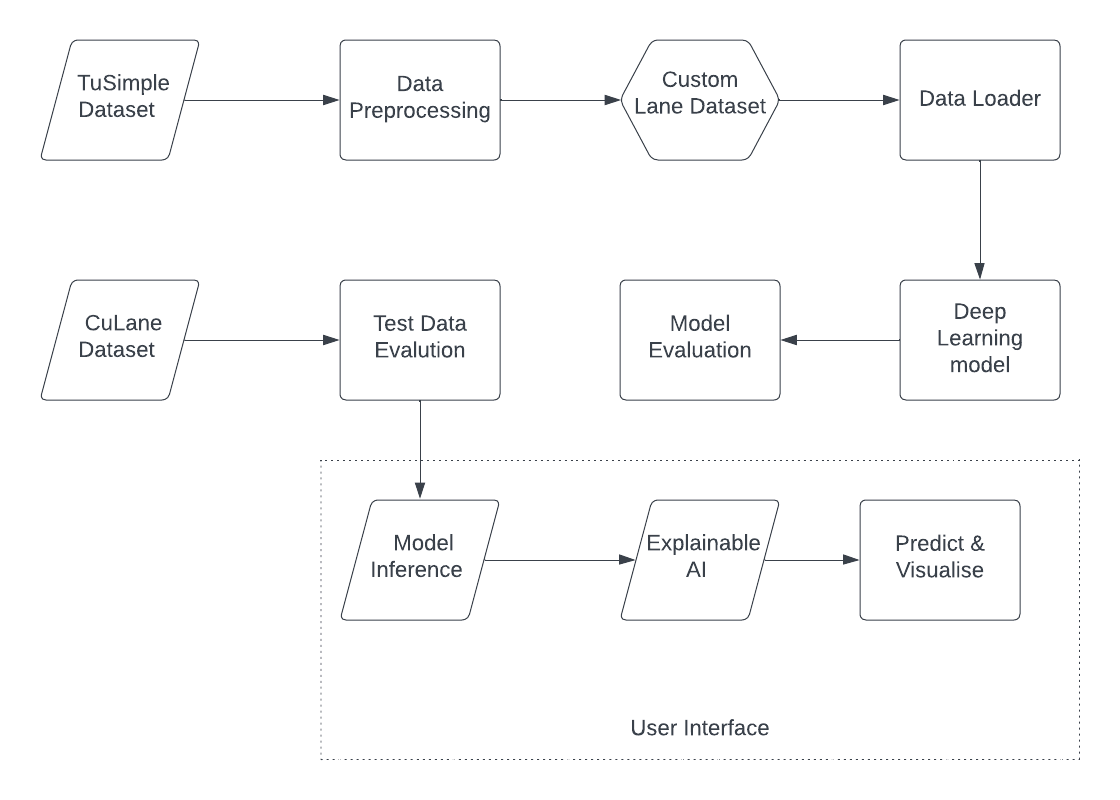 TuSimple
Dataset
Data
Preprocessing
Custom
Lane Dataset
Data Loader
CuLane
Dataset
Test Data
Evalution
Model
Evaluation
Deep
Learning
model
Model
Inference
Explainable
AI
Predict &
Visualise
User Interface